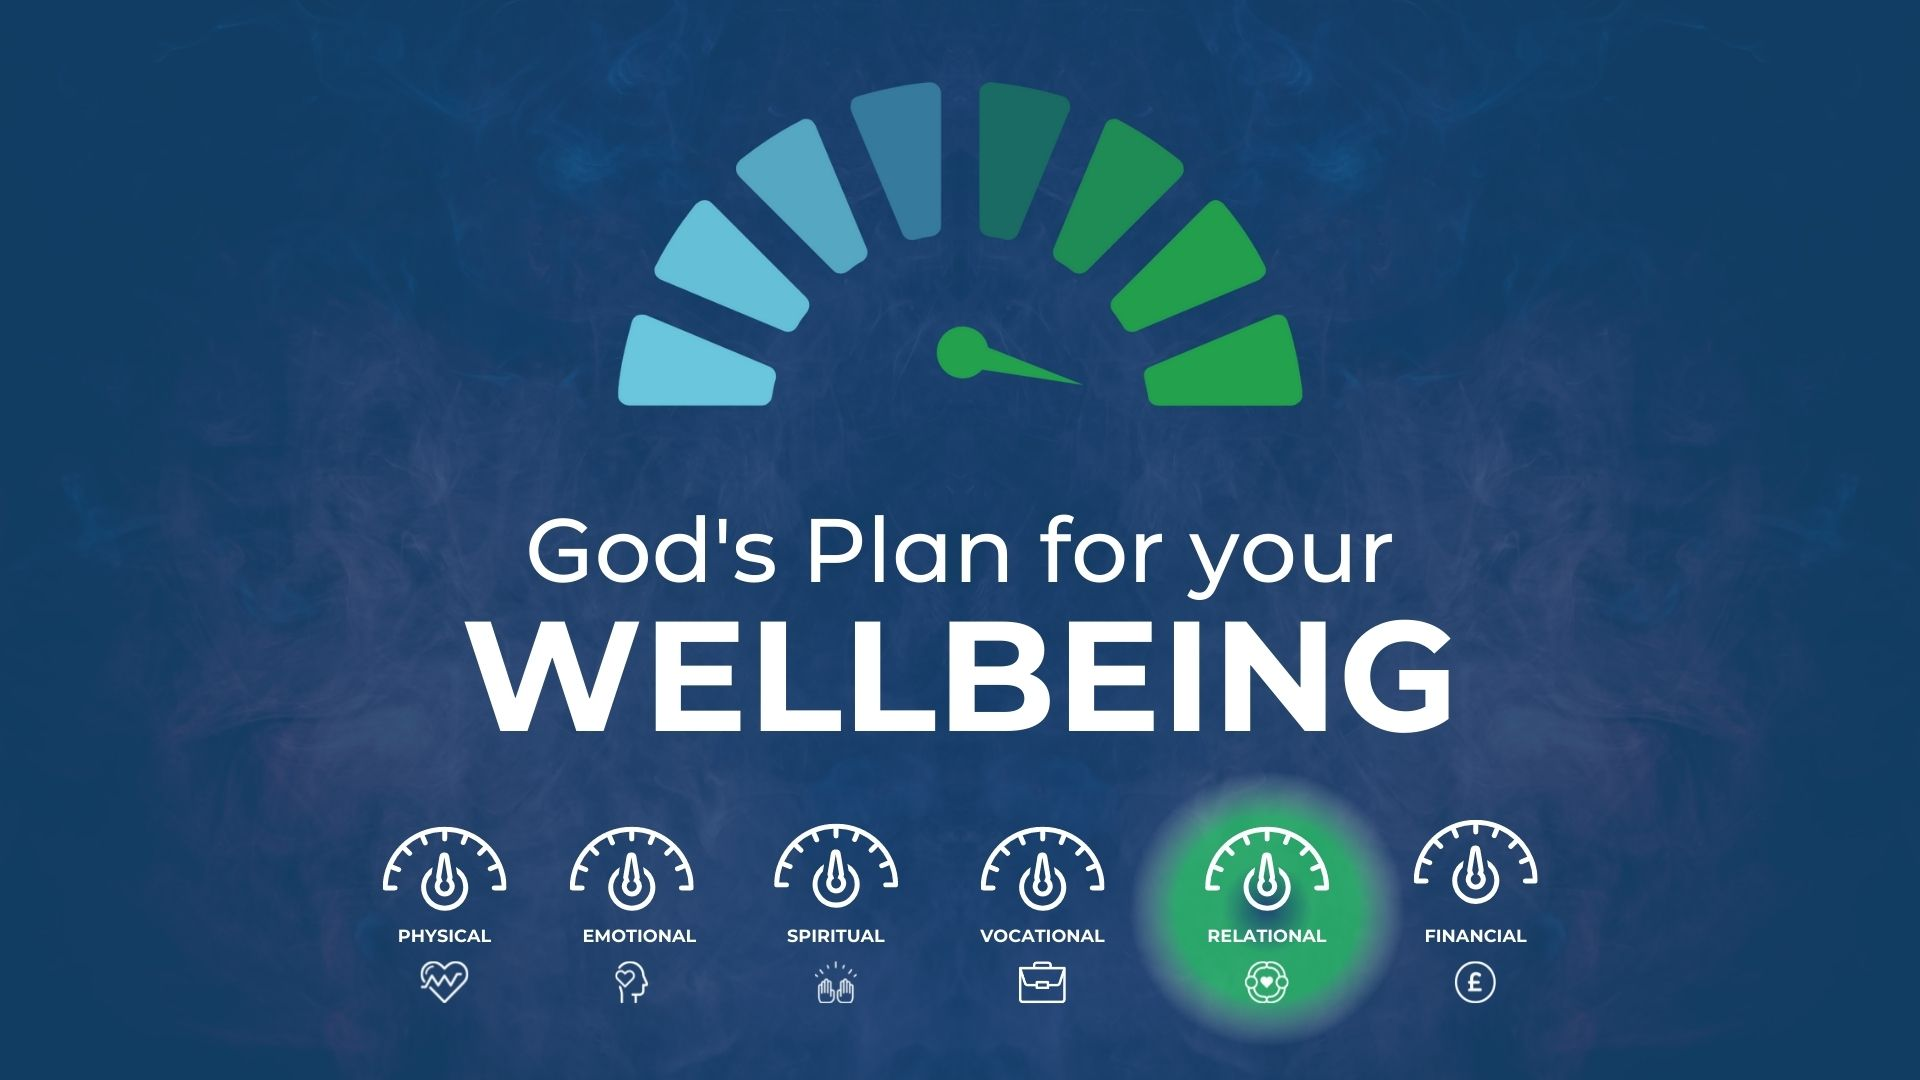 God's Plan for your
WELLBEING
PHYSICAL EMOTIONAL SPIRITUAL VOCATIONAL RELATIONAL FINANCIAL
£